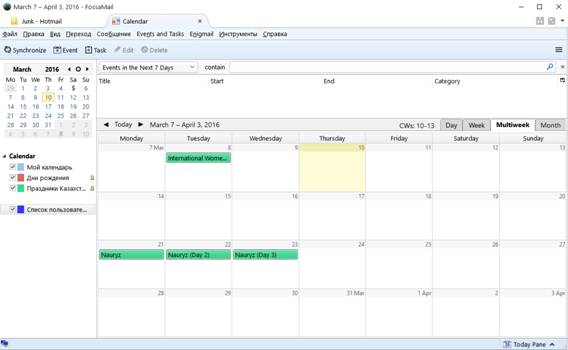 March 7 – April 3, 2016 - FossaMail
Junk - Hotmail
Calendar
Файл Правка Вид Переход Сообщение Events and Tasks Enigmail Инструменты Справка
Synchronize Event Task Edit Delete
March 2016
Mo Tu We Th Fr Sa Su
29 1 2 3 4 5 6
7 8 9 10 11 12 13
14 15 16 17 18 19 20
21 22 23 24 25 26 27
28 29 30 31 1 2 3
4 5 6 7 8 9 10
Calendar
Мой календарь
Дни рождения
Праздники Казахст...
Список пользовате...
Events in the Next 7 Days contain
Title Start End Category
Today March 7 – April 3, 2016 CWs: 10-13 Day Week Multiweek Month
Monday Tuesday Wednesday Thursday Friday Saturday Sunday
7 Mar 8 9 10 11 12 13
International Wome...
14 15 16 17 18 19 20
21 22 23 24 25 26 27
Nauryz Nauryz (Day 2) Nauryz (Day 3)
28 29 30 31 Mar 1 Apr 2 3 Apr
Today Pane